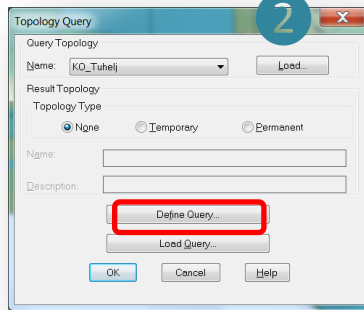 2
Topology Query
X
Query Topology
Name: KO_Tuhelj Load...
Result Topology
Topology Type
None Temporary Permanent
Name:
Description:
Define Query...
Load Query...
OK Cancel Help